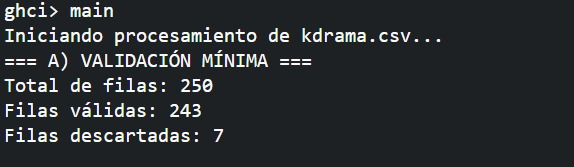 ghci> main
Iniciando procesamiento de kdrama.csv...
=== A) VALIDACIÓN MÍNIMA ===
Total de filas: 250
Filas válidas: 243
Filas descartadas: 7